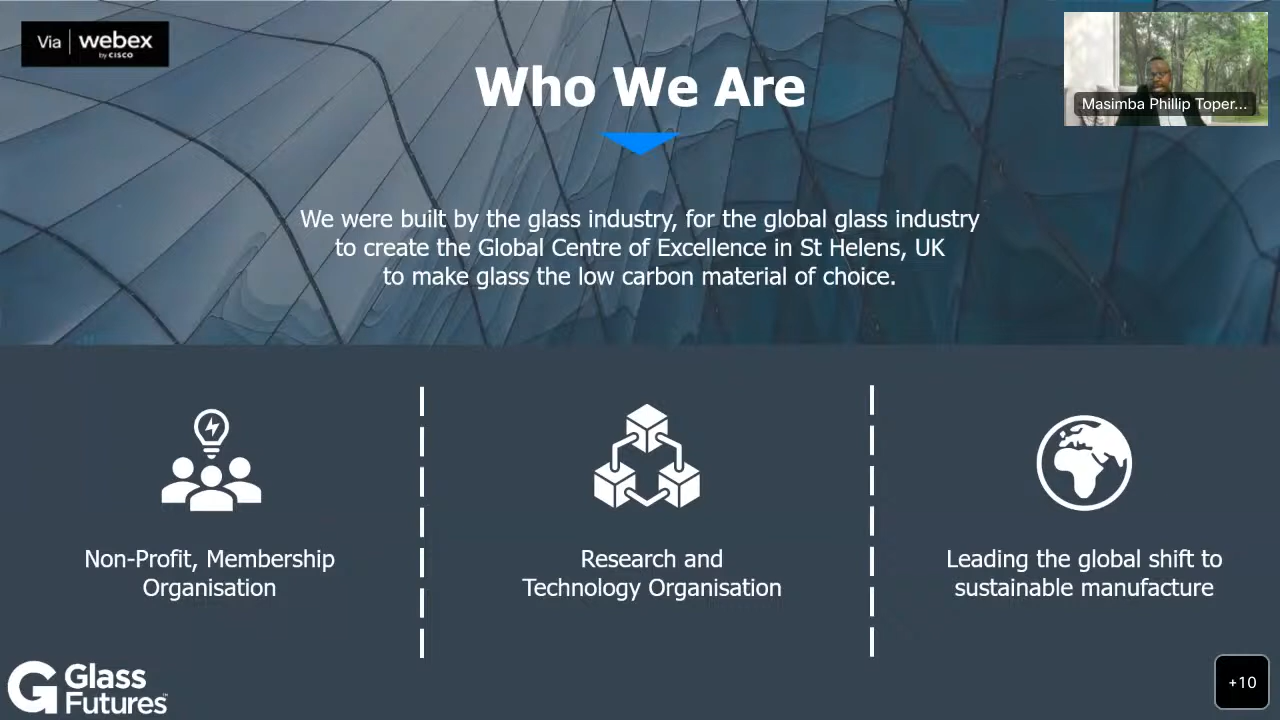 Via webex
by CISCO
Who We Are
Masimba Phillip Toper...
We were built by the glass industry, for the global glass industry
to create the Global Centre of Excellence in St Helens, UK
to make glass the low carbon material of choice.
Non-Profit, Membership
Organisation
Research and
Technology Organisation
Leading the global shift to
sustainable manufacture
Glass
Futures™
+10